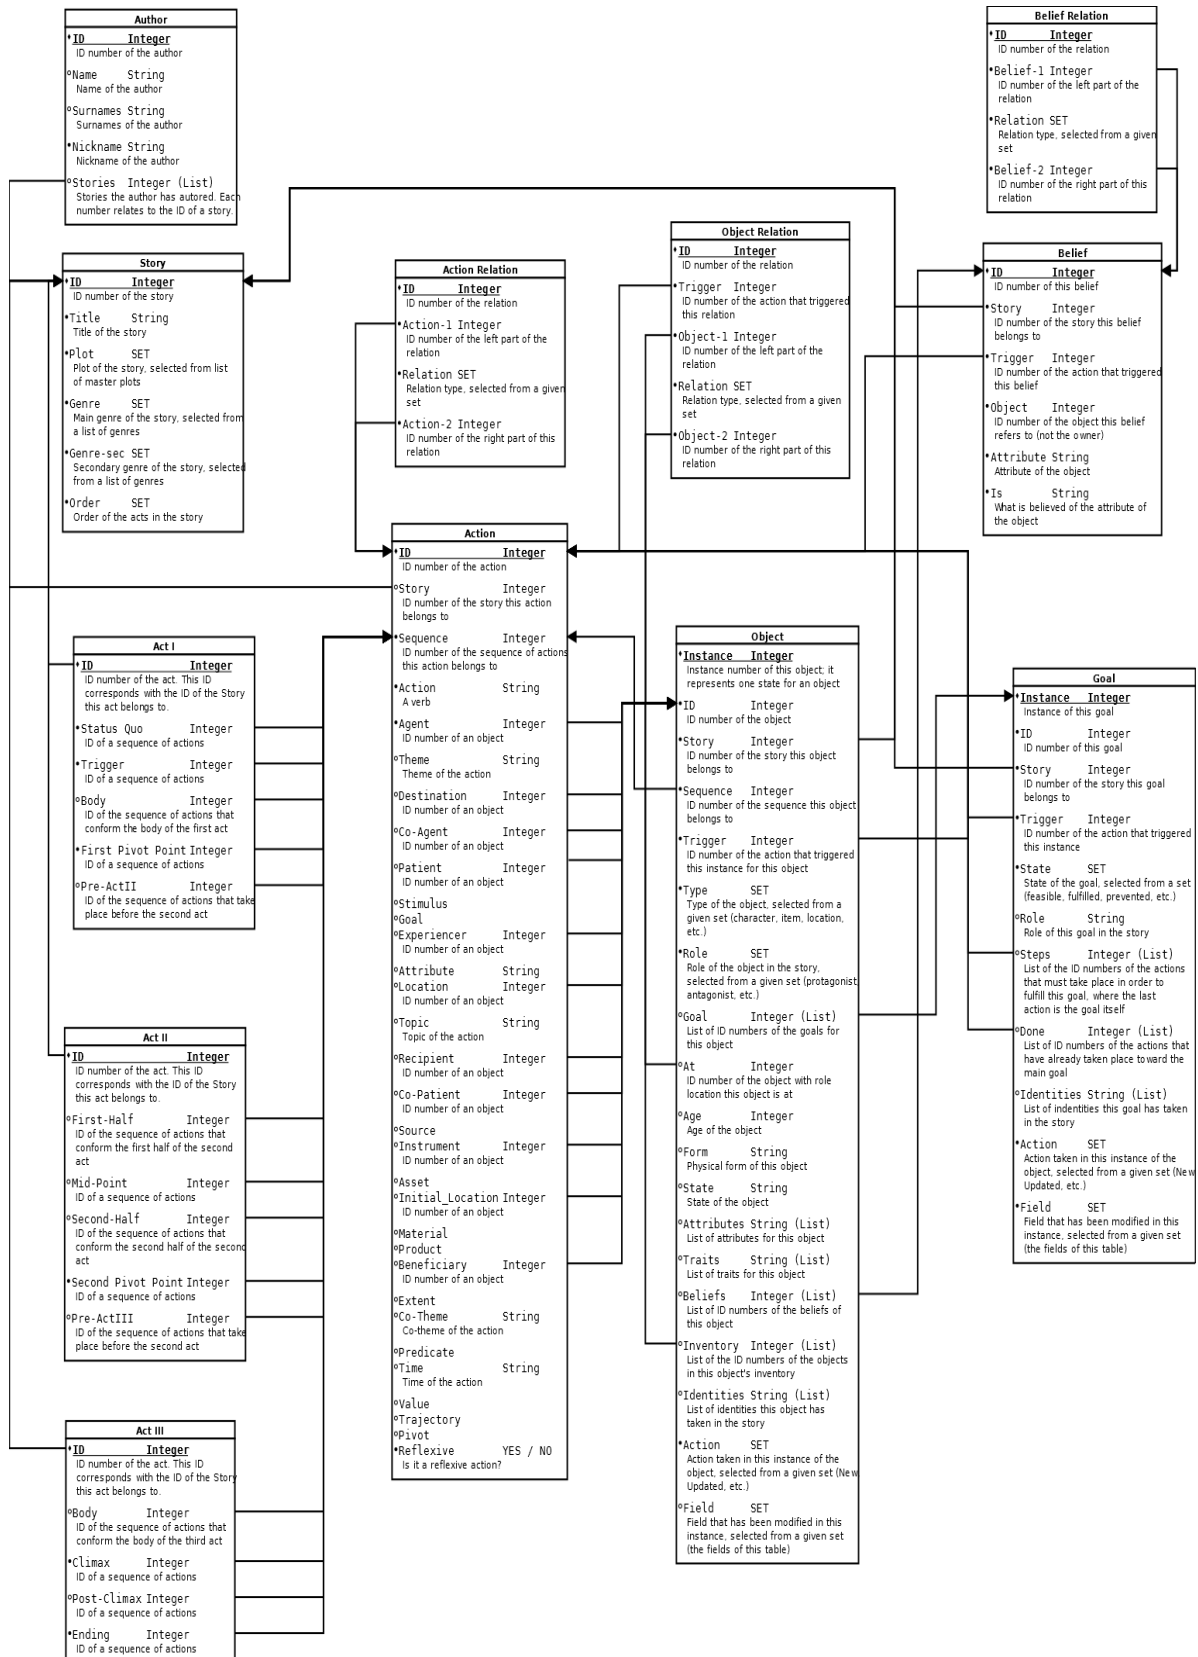 Author
ID Integer
ID number of the author
Name String
Name of the author
Surnames String
Surnames of the author
Nickname String
Nickname of the author
Stories Integer (List)
Stories the author has autored. Each
number relates to the ID of a story.
Story
ID Integer
ID number of the story
Title String
Title of the story
Plot SET
Plot of the story, selected from list
of master plots
Genre SET
Main genre of the story, selected from
a list of genres
Genre-sec SET
Secondary genre of the story, selected
from a list of genres
Order SET
Order of the acts in the story
Act I
ID Integer
ID number of the act. This ID
corresponds with the ID of the Story
this act belongs to.
Status Quo Integer
ID of a sequence of actions
Trigger Integer
ID of a sequence of actions
Body Integer
ID of the sequence of actions that
conform the body of the first act
First Pivot Point Integer
ID of a sequence of actions
Pre-ActII Integer
ID of the sequence of actions that take
place before the second act
Act II
ID Integer
ID number of the act. This ID
corresponds with the ID of the Story
this act belongs to.
First-Half Integer
ID of the sequence of actions that
conform the first half of the second
act
Mid-Point Integer
ID of a sequence of actions
Second-Half Integer
ID of the sequence of actions that
conform the second half of the second
act
Second Pivot Point Integer
ID of a sequence of actions
Pre-ActIII Integer
ID of the sequence of actions that take
place before the second act
Act III
ID Integer
ID number of the act. This ID
corresponds with the ID of the Story
this act belongs to.
Body Integer
ID of the sequence of actions that
conform the body of the third act
Climax Integer
ID of a sequence of actions
Post-Climax Integer
ID of a sequence of actions
Ending Integer
ID of a sequence of actions
Action Relation
ID Integer
ID number of the relation
Action-1 Integer
ID number of the left part of the
relation
Relation SET
Relation type, selected from a given
set
Action-2 Integer
ID number of the right part of this
relation
Action
ID Integer
ID number of the action
Story Integer
ID number of the story this action
belongs to
Sequence Integer
ID number of the sequence of actions
this action belongs to
Action String
A verb
Agent Integer
ID number of an object
Theme String
Theme of the action
Destination Integer
ID number of an object
Co-Agent Integer
ID number of an object
Patient Integer
ID number of an object
Stimulus
Goal
Experiencer Integer
ID number of an object
Attribute String
Location Integer
ID number of an object
Topic String
Topic of the action
Recipient Integer
ID number of an object
Co-Patient Integer
ID number of an object
Source
Instrument Integer
ID number of an object
Asset
Initial_Location Integer
ID number of an object
Material
Product
Beneficiary Integer
ID number of an object
Extent
Co-Theme String
Co-theme of the action
Predicate
Time String
Time of the action
Value
Trajectory
Pivot
Reflexive YES / NO
Is it a reflexive action?
Object Relation
ID Integer
ID number of the relation
Trigger Integer
ID number of the action that triggered
this relation
Object-1 Integer
ID number of the left part of the
relation
Relation SET
Relation type, selected from a given
set
Object-2 Integer
ID number of the right part of this
relation
Object
Instance Integer
Instance number of this object; it
represents one state for an object
ID Integer
ID number of the object
Story Integer
ID number of the story this object
belongs to
Sequence Integer
ID number of the sequence this object
belongs to
Trigger Integer
ID number of the action that triggered
this instance for this object
Type SET
Type of the object, selected from a
given set (character, item, location,
etc.)
Role SET
Role of the object in the story,
selected from a given set (protagonist,
antagonist, etc.)
Goal Integer (List)
List of ID numbers of the goals for
this object
At Integer
ID number of the object with role
location this object is at
Age Integer
Age of the object
Form String
Physical form of this object
State String
State of the object
Attributes String (List)
List of attributes for this object
Traits String (List)
List of traits for this object
Beliefs Integer (List)
List of ID numbers of the beliefs of
this object
Inventory Integer (List)
List of the ID numbers of the objects
in this object's inventory
Identities String (List)
List of identities this object has
taken in the story
Action SET
Action taken in this instance of the
object, selected from a given set (New
Updated, etc.)
Field SET
Field that has been modified in this
instance, selected from a given set
(the fields of this table)
Belief Relation
ID Integer
ID number of the relation
Belief-1 Integer
ID number of the left part of the
relation
Relation SET
Relation type, selected from a given
set
Belief-2 Integer
ID number of the right part of this
relation
Belief
ID Integer
ID number of this belief
Story Integer
ID number of the story this belief
belongs to
Trigger Integer
ID number of the action that triggered
this belief
Object Integer
ID number of the object this belief
refers to (not the owner)
Attribute String
Attribute of the object
Is String
What is believed of the attribute of
the object
Goal
Instance Integer
Instance of this goal
ID Integer
ID number of this goal
Story Integer
ID number of the story this goal
belongs to
Trigger Integer
ID number of the action that triggered
this instance
State SET
State of the goal, selected from a set
(feasible, fulfilled, prevented, etc.)
Role String
Role of this goal in the story
Steps Integer (List)
List of the ID numbers of the actions
that must take place in order to
fulfill this goal, where the last
action is the goal itself
Done Integer (List)
List of ID numbers of the actions that
have already taken place toward the
main goal
Identities String (List)
List of indentities this goal has taken
in the story
Action SET
Action taken in this instance of the
object, selected from a given set (New
Updated, etc.)
Field SET
Field that has been modified in this
instance, selected from a given set
(the fields of this table)